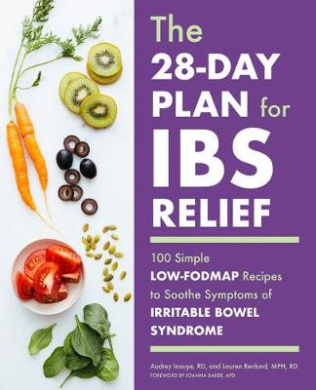 The
28-DAY
PLAN for
IBS
RELIEF
100 Simple
LOW-FODMAP Recipes
to Soothe Symptoms of
IRRITABLE BOWEL
SYNDROME
Audrey Inouye, RD, and Lauren Renlund, MPH, RD
FOREWORD BY JOANNA BAKER, APD